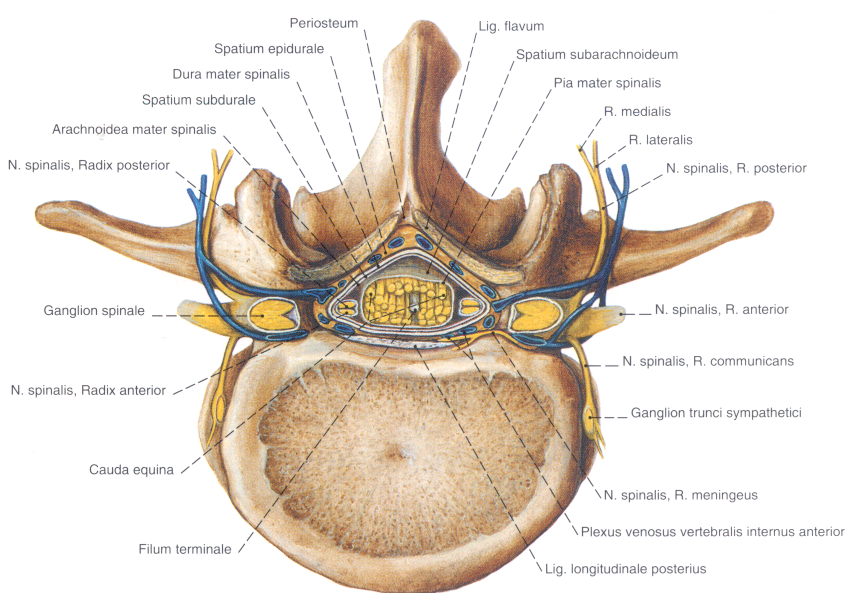 Periosteum
Spatium epidurale
Dura mater spinalis
Spatium subdurale
Arachnoidea mater spinalis
N. spinalis, Radix posterior
Ganglion spinale
N. spinalis, Radix anterior
Cauda equina
Filum terminale
Lig. flavum
Spatium subarachnoideum
Pia mater spinalis
R. medialis
R. lateralis
N. spinalis, R. posterior
N. spinalis, R. anterior
N. spinalis, R. communicans
Ganglion trunci sympathetici
N. spinalis, R. meningeus
Plexus venosus vertebralis internus anterior
Lig. longitudinale posterius